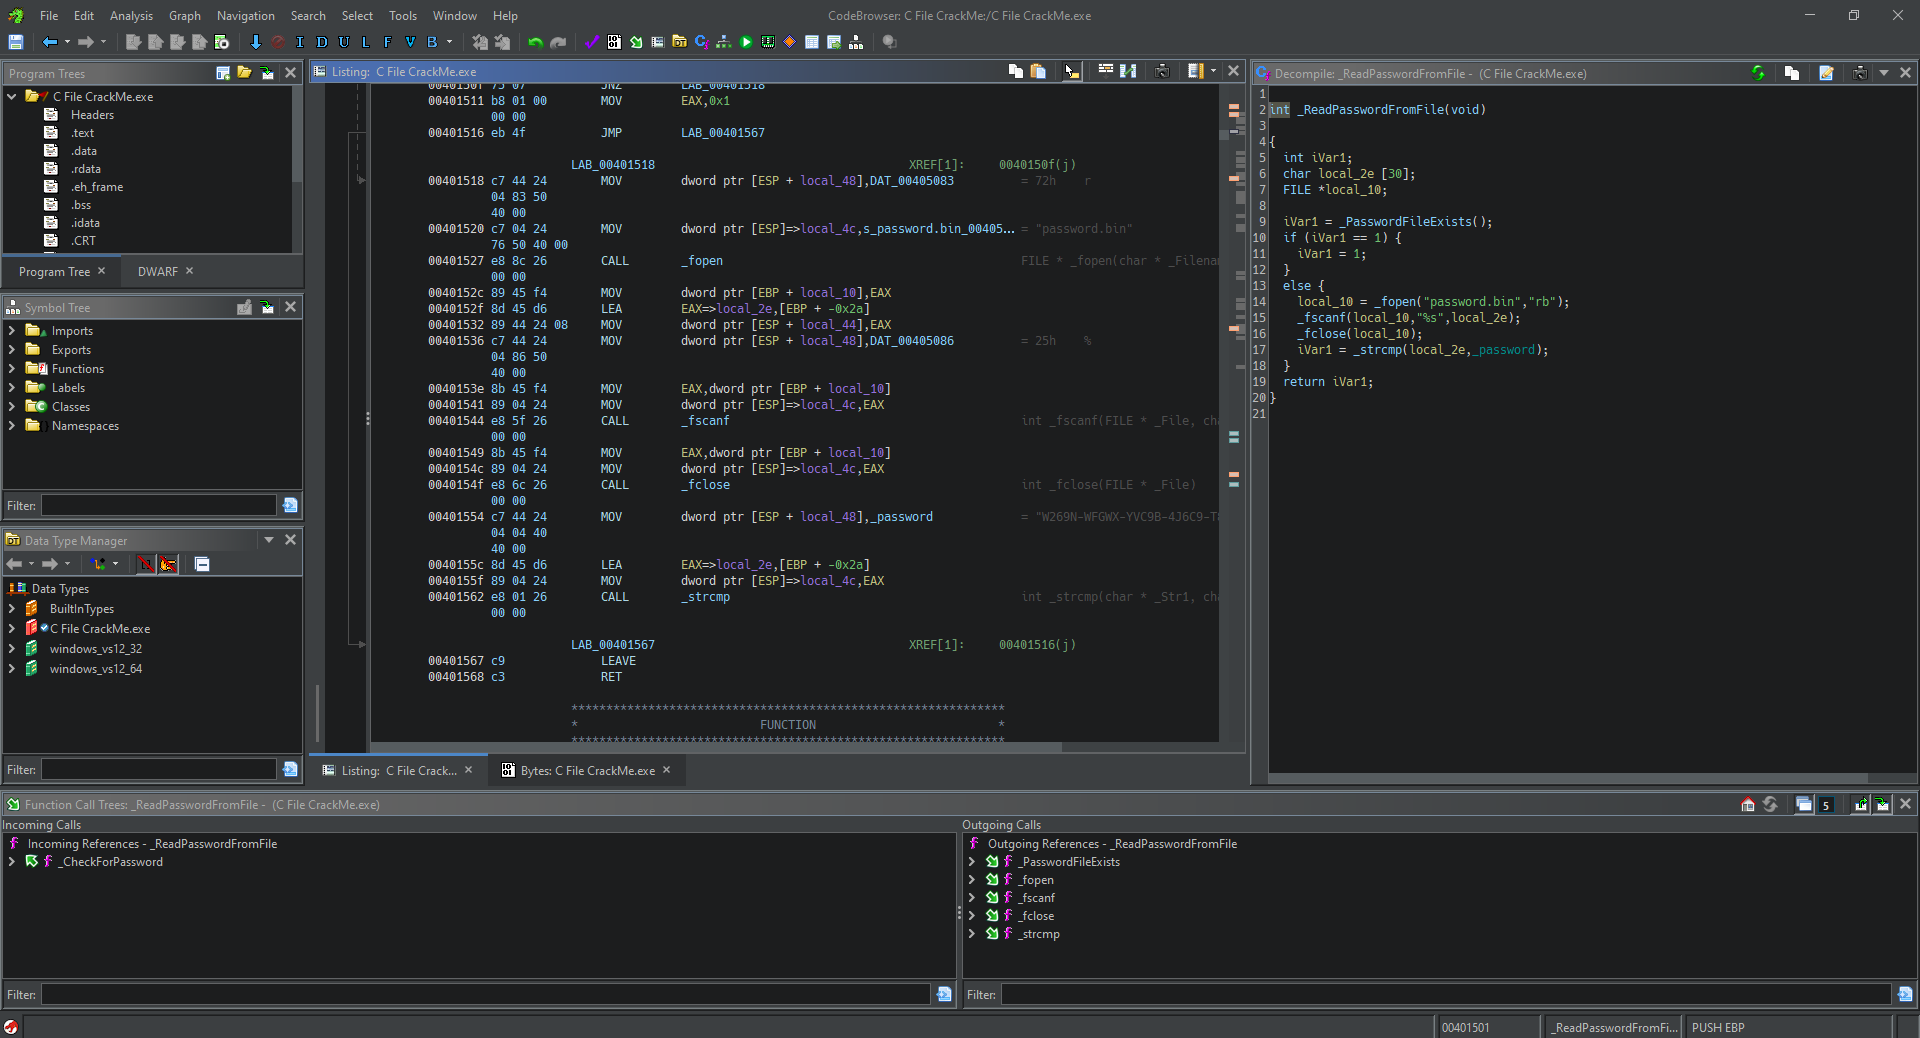 File Edit Analysis Graph Navigation Search Select Tools Window Help
CodeBrowser: C File CrackMe:/C File CrackMe.exe
I D U L F V B
Program Trees
C File CrackMe.exe
Headers
.text
.data
.rdata
.eh_frame
.bss
.idata
.CRT
Program Tree
DWARF
Symbol Tree
Imports
Exports
Functions
Labels
Classes
Namespaces
Filter:
Data Type Manager
Data Types
BuiltInTypes
C File CrackMe.exe
windows_vs12_32
windows_vs12_64
Filter:
Listing: C File CrackMe.exe
0040150f 75 07 JNZ LAB_00401518
00401511 b8 01 00 MOV EAX,0x1
00 00
00401516 eb 4f JMP LAB_00401567
LAB_00401518 XREF[1]: 0040150f(j)
00401518 c7 44 24 MOV dword ptr [ESP + local_48],DAT_00405083 = 72h r
04 83 50
40 00
00401520 c7 04 24 MOV dword ptr [ESP]=>local_4c,s_password.bin_00405... = "password.bin"
76 50 40 00
00401527 e8 8c 26 CALL _fopen FILE * _fopen(char * _Filena
00 00
0040152c 89 45 f4 MOV dword ptr [EBP + local_10],EAX
0040152f 8d 45 d6 LEA EAX=>local_2e,[EBP + -0x2a]
00401532 89 44 24 08 MOV dword ptr [ESP + local_44],EAX
00401536 c7 44 24 MOV dword ptr [ESP + local_48],DAT_00405086 = 25h %
04 86 50
40 00
0040153e 8b 45 f4 MOV EAX,dword ptr [EBP + local_10]
00401541 89 04 24 MOV dword ptr [ESP]=>local_4c,EAX
00401544 e8 5f 26 CALL _fscanf int _fscanf(FILE * _File, cha
00 00
00401549 8b 45 f4 MOV EAX,dword ptr [EBP + local_10]
0040154c 89 04 24 MOV dword ptr [ESP]=>local_4c,EAX
0040154f e8 6c 26 CALL _fclose int _fclose(FILE * _File)
00 00
00401554 c7 44 24 MOV dword ptr [ESP + local_48],_password = "W269N-WFGWX-YVC9B-4J6C9-T8
04 04 40
40 00
0040155c 8d 45 d6 LEA EAX=>local_2e,[EBP + -0x2a]
0040155f 89 04 24 MOV dword ptr [ESP]=>local_4c,EAX
00401562 e8 01 26 CALL _strcmp int _strcmp(char * _Str1, cha
00 00
LAB_00401567 XREF[1]: 00401516(j)
00401567 c9 LEAVE
00401568 c3 RET
**************************************************************
* FUNCTION *
**************************************************************
Listing: C File Crack...
Bytes: C File CrackMe.exe
Decompile: _ReadPasswordFromFile - (C File CrackMe.exe)
1
2 int _ReadPasswordFromFile(void)
3
4 {
5 int iVar1;
6 char local_2e [30];
7 FILE *local_10;
8
9 iVar1 = _PasswordFileExists();
10 if (iVar1 == 1) {
11 iVar1 = 1;
12 }
13 else {
14 local_10 = _fopen("password.bin","rb");
15 _fscanf(local_10,"%s",local_2e);
16 _fclose(local_10);
17 iVar1 = _strcmp(local_2e,_password);
18 }
19 return iVar1;
20 }
21
Function Call Trees: _ReadPasswordFromFile - (C File CrackMe.exe)
5
Incoming Calls
Incoming References - _ReadPasswordFromFile
_CheckForPassword
Filter:
Outgoing Calls
Outgoing References - _ReadPasswordFromFile
_PasswordFileExists
_fopen
_fscanf
_fclose
_strcmp
Filter:
00401501
_ReadPasswordFromFi...
PUSH EBP